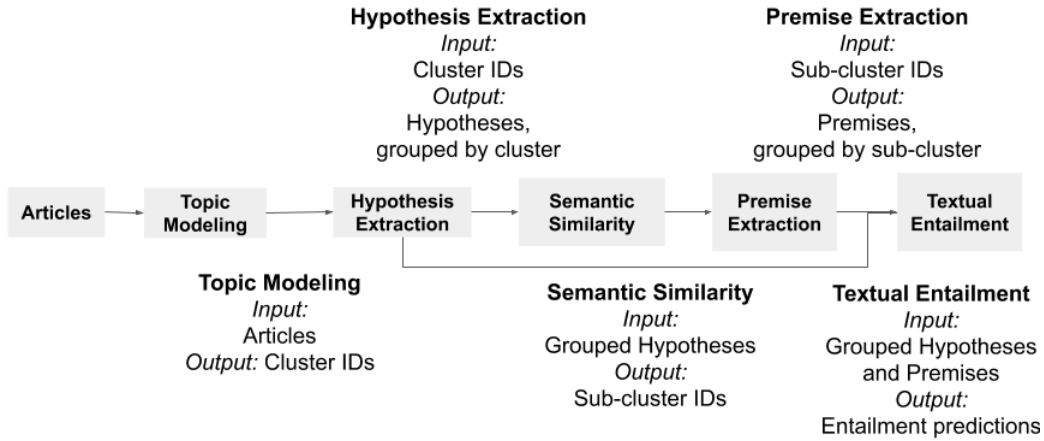 Hypothesis Extraction
Input:
Cluster IDs
Output:
Hypotheses,
grouped by cluster
Premise Extraction
Input:
Sub-cluster IDs
Output:
Premises,
grouped by sub-cluster
Articles
Topic
Modeling
Hypothesis
Extraction
Semantic
Similarity
Premise
Extraction
Textual
Entailment
Topic Modeling
Input:
Articles
Output: Cluster IDs
Semantic Similarity
Input:
Grouped Hypotheses
Output:
Sub-cluster IDs
Textual Entailment
Input:
Grouped Hypotheses
and Premises
Output:
Entailment predictions